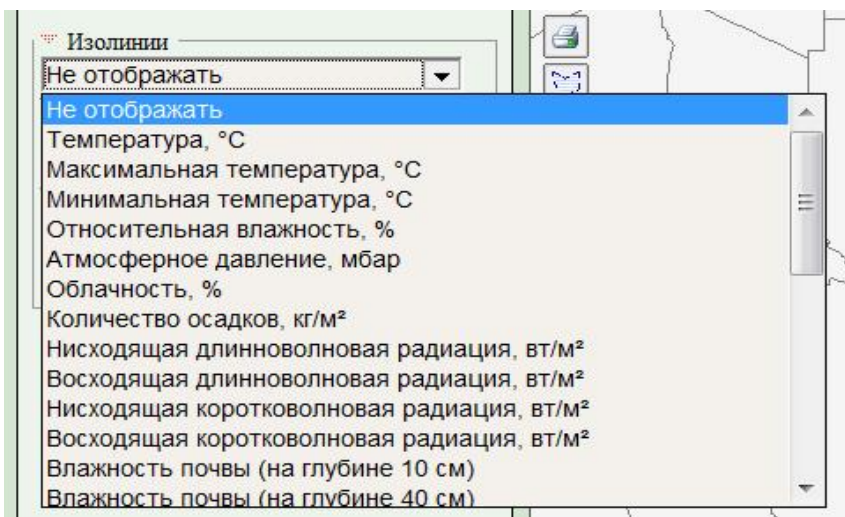 Изолинии
Не отображать
Не отображать
Температура, °C
Максимальная температура, °C
Минимальная температура, °C
Относительная влажность, %
Атмосферное давление, мбар
Облачность, %
Количество осадков, кг/м²
Нисходящая длинноволновая радиация, вт/м²
Восходящая длинноволновая радиация, вт/м²
Нисходящая коротковолновая радиация, вт/м²
Восходящая коротковолновая радиация, вт/м²
Влажность почвы (на глубине 10 см)
Влажность почвы (на глубине 40 см)